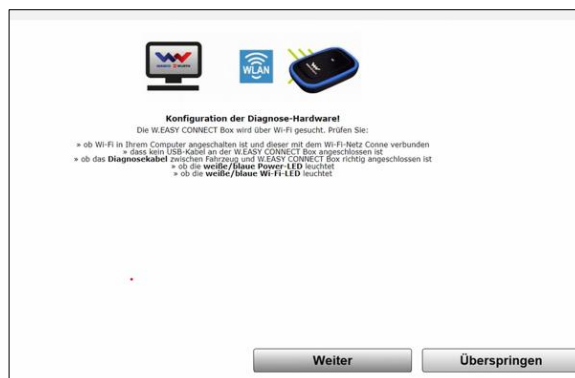 WLAN
Konfiguration der Diagnose-Hardware!
Die W.EASY CONNECT Box wird über Wi-Fi gesucht. Prüfen Sie:
» ob Wi-Fi in Ihrem Computer angeschalten ist und dieser mit dem Wi-Fi-Netz Conne verbunden
» dass kein USB-Kabel an der W.EASY CONNECT Box angeschlossen ist
» ob das Diagnosekabel zwischen Fahrzeug und W.EASY CONNECT Box richtig angeschlossen ist
» ob die weiße/blaue Power-LED leuchtet
» ob die weiße/blaue Wi-Fi-LED leuchtet
Weiter
Überspringen